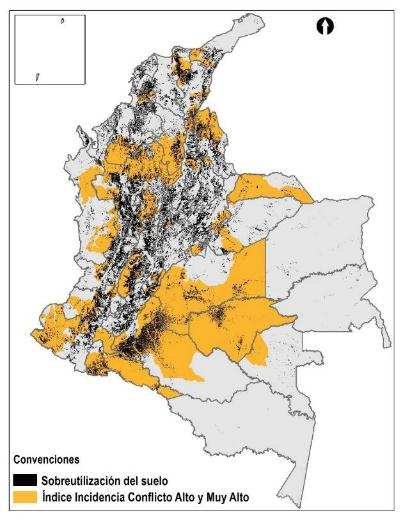 Convenciones
Sobreutilización del suelo
Índice Incidencia Conflicto Alto y Muy Alto